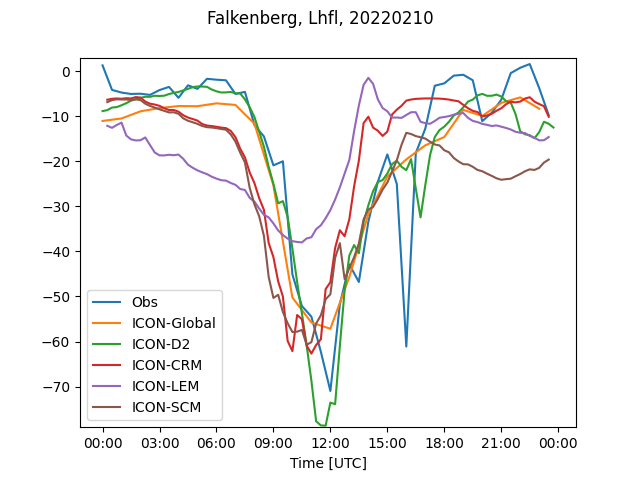 Falkenberg, Lhfl, 20220210
0
−10
−20
−30
−40
−50
−60
−70
Obs
ICON-Global
ICON-D2
ICON-CRM
ICON-LEM
ICON-SCM
00:00 03:00 06:00 09:00 12:00 15:00 18:00 21:00 00:00
Time [UTC]